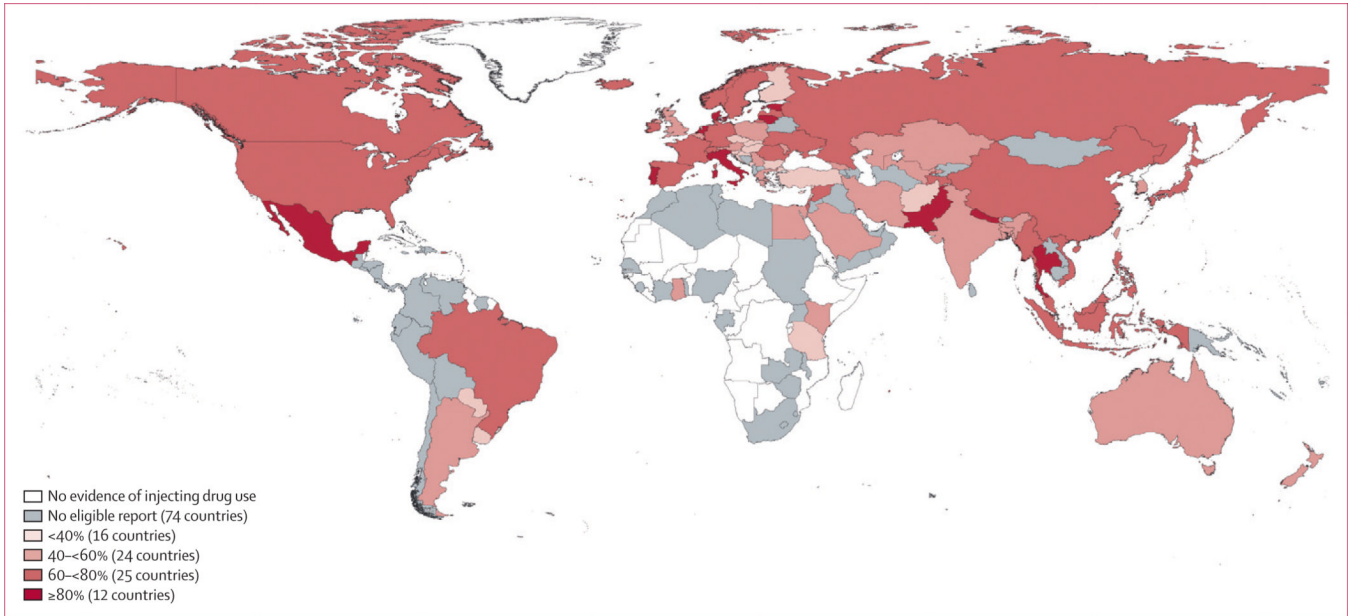 No evidence of injecting drug use
No eligible report (74 countries)
<40% (16 countries)
40–<60% (24 countries)
60–<80% (25 countries)
≥80% (12 countries)